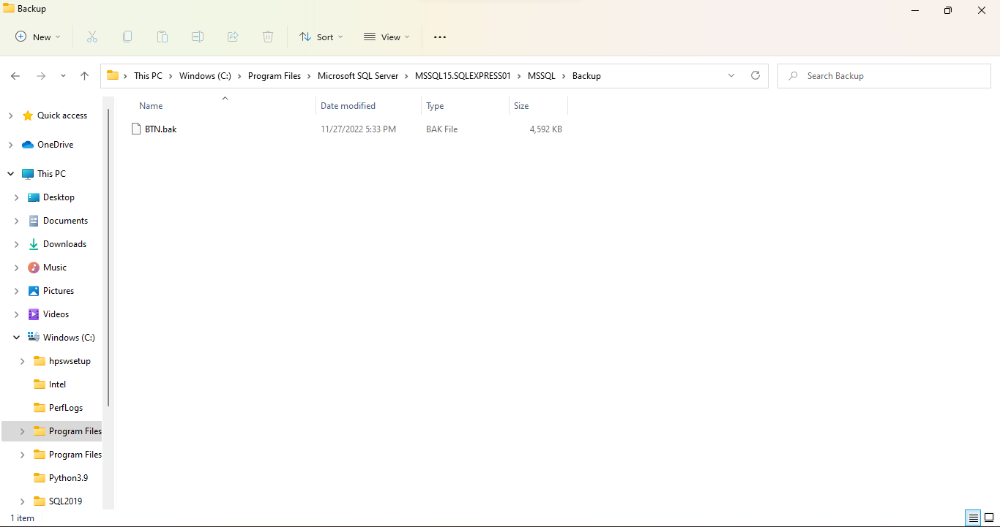 Backup
New
Sort
View
This PC
Windows (C:)
Program Files
Microsoft SQL Server
MSSQL15.SQLEXPRESS01
MSSQL
Backup
Search Backup
Name
Date modified
Type
Size
BTN.bak
11/27/2022 5:33 PM
BAK File
4,592 KB
Quick access
OneDrive
This PC
Desktop
Documents
Downloads
Music
Pictures
Videos
Windows (C:)
hpswsetup
Intel
PerfLogs
Program Files
Program Files
Python3.9
SQL2019
1 item